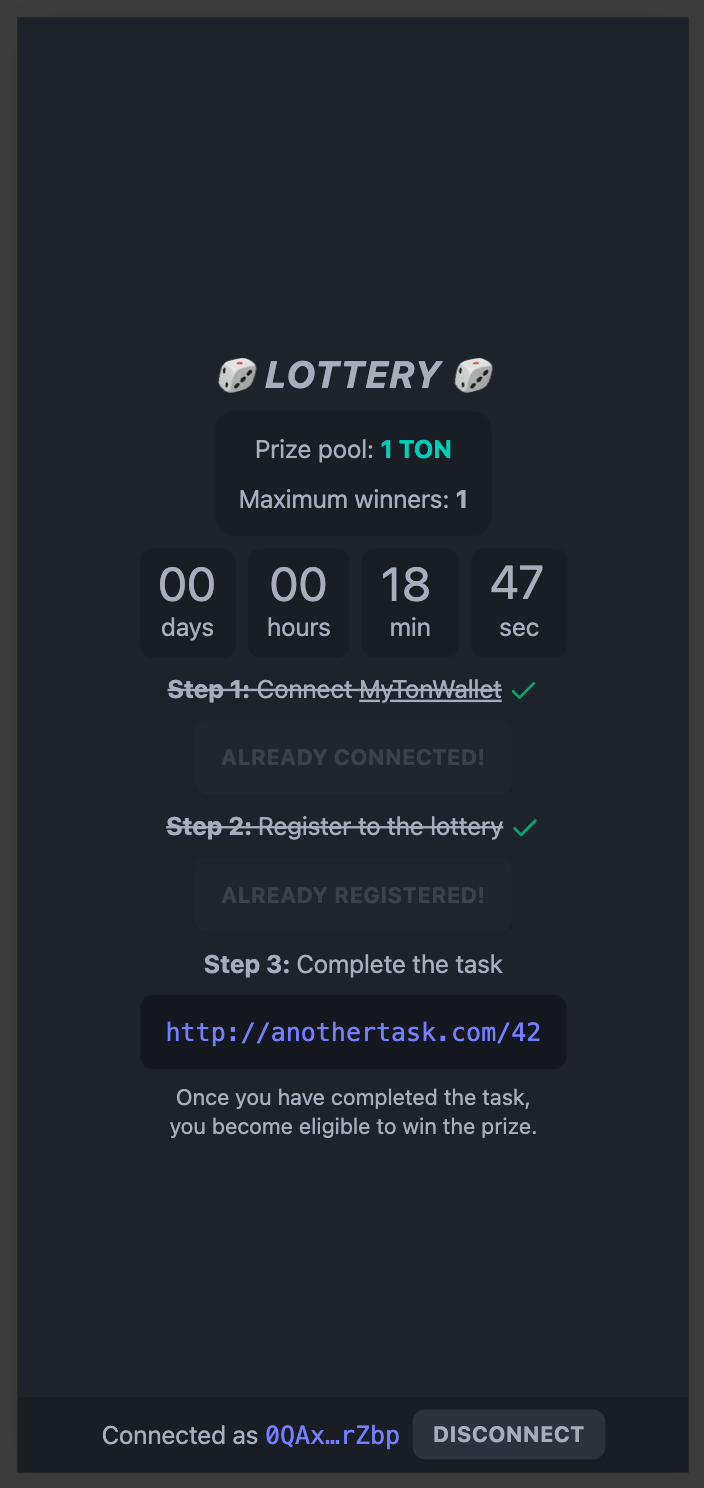 LOTTERY
Prize pool: 1 TON
Maximum winners: 1
00 00 18 47
days hours min sec
Step 1: Connect MyTonWallet
ALREADY CONNECTED!
Step 2: Register to the lottery
ALREADY REGISTERED!
Step 3: Complete the task
http://anothertask.com/42
Once you have completed the task,
you become eligible to win the prize.
Connected as 0QAx…rZbp DISCONNECT